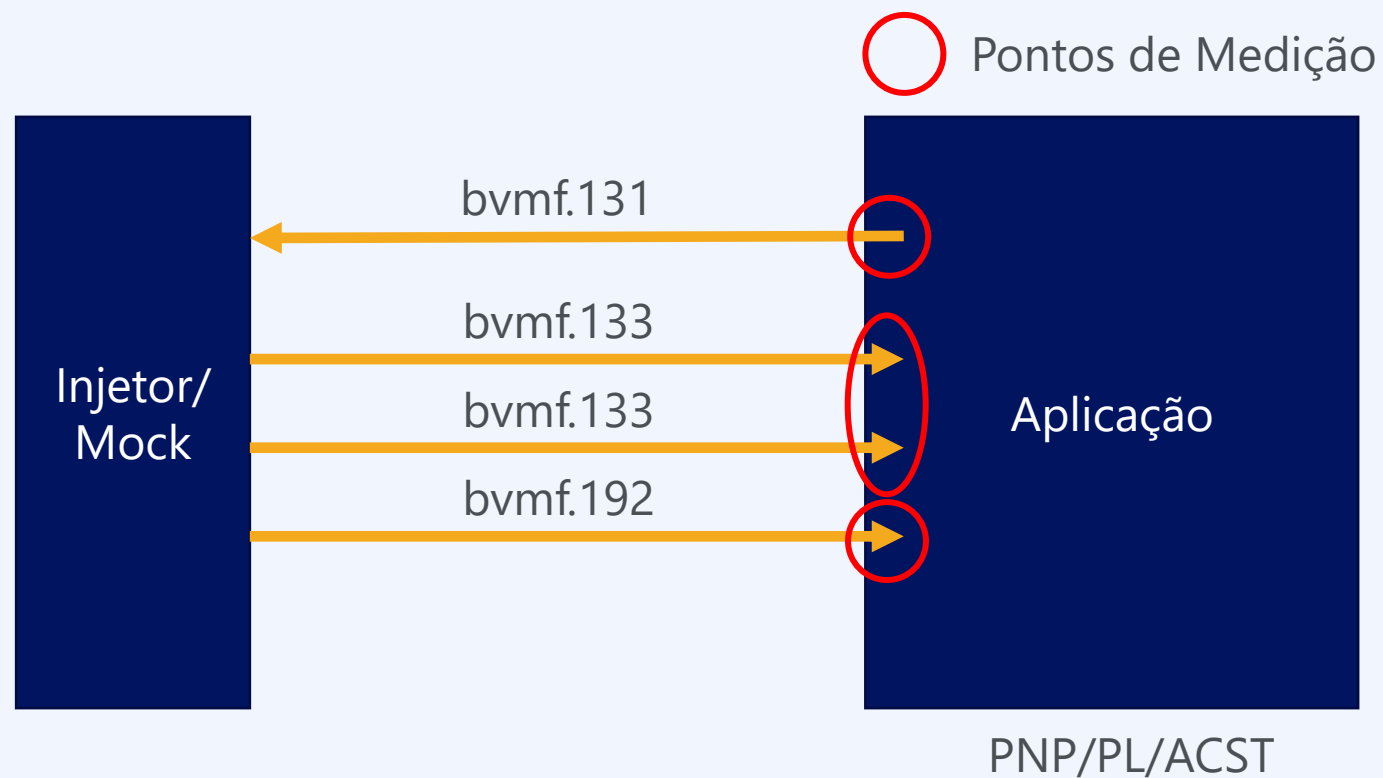 Pontos de Medição
bvmf.131
bvmf.133
Injetor/
Mock
bvmf.133
Aplicação
bvmf.192
PNP/PL/ACST